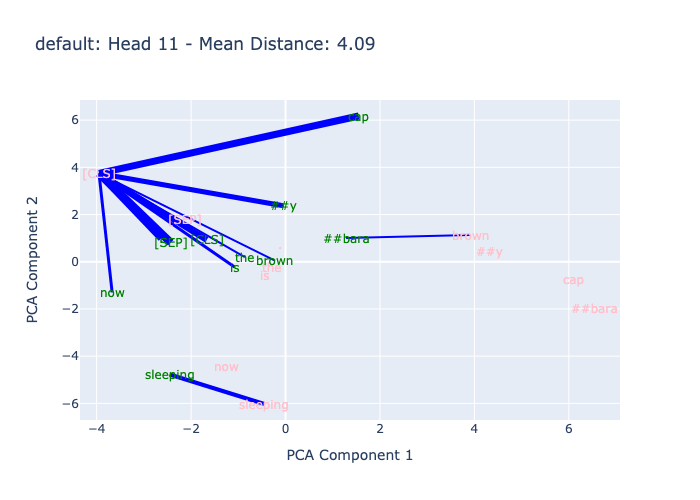 default: Head 11 - Mean Distance: 4.09
PCA Component 2
6
4
2
0
−2
−4
−6
cap
[CLS]
##y
[SEP]
[SEP] [CLS]
##bara
brown
##y
the
brown
is
the
is
cap
now
##bara
now
sleeping
sleeping
−4 −2 0 2 4 6
PCA Component 1